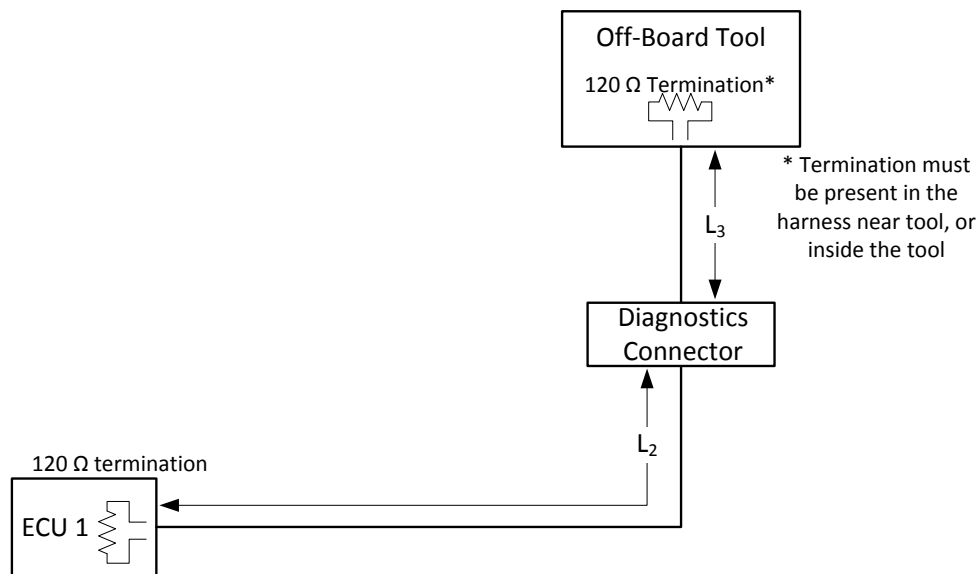 Off-Board Tool
120 Ω Termination*
* Termination must
be present in the
harness near tool, or
inside the tool
L3
Diagnostics
Connector
L2
120 Ω termination
ECU 1